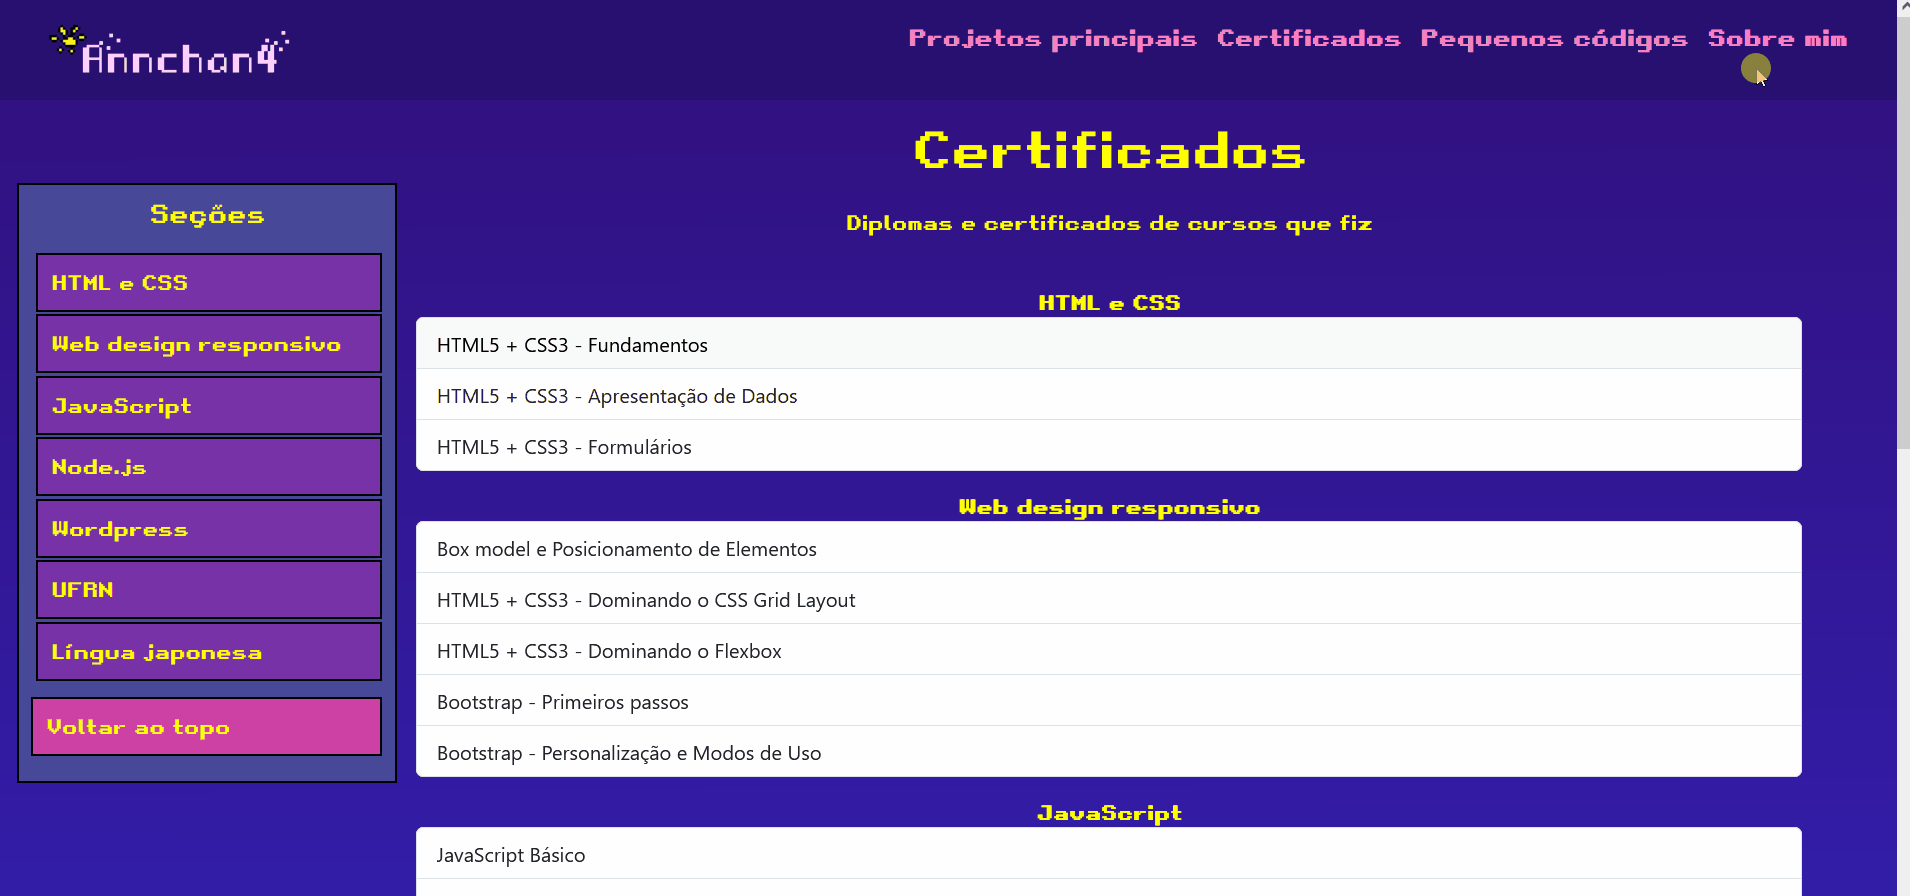 Annchan4
Projetos principais Certificados Pequenos códigos Sobre mim
Certificados
Diplomas e certificados de cursos que fiz
Seções
HTML e CSS
Web design responsivo
JavaScript
Node.js
Wordpress
UFRN
Língua japonesa
Voltar ao topo
HTML e CSS
HTML5 + CSS3 - Fundamentos
HTML5 + CSS3 - Apresentação de Dados
HTML5 + CSS3 - Formulários
Web design responsivo
Box model e Posicionamento de Elementos
HTML5 + CSS3 - Dominando o CSS Grid Layout
HTML5 + CSS3 - Dominando o Flexbox
Bootstrap - Primeiros passos
Bootstrap - Personalização e Modos de Uso
JavaScript
JavaScript Básico